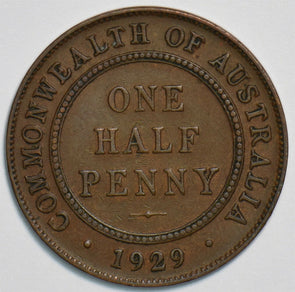 COMMONWEALTH OF AUSTRALIA
ONE
HALF
PENNY
· 1929 ·